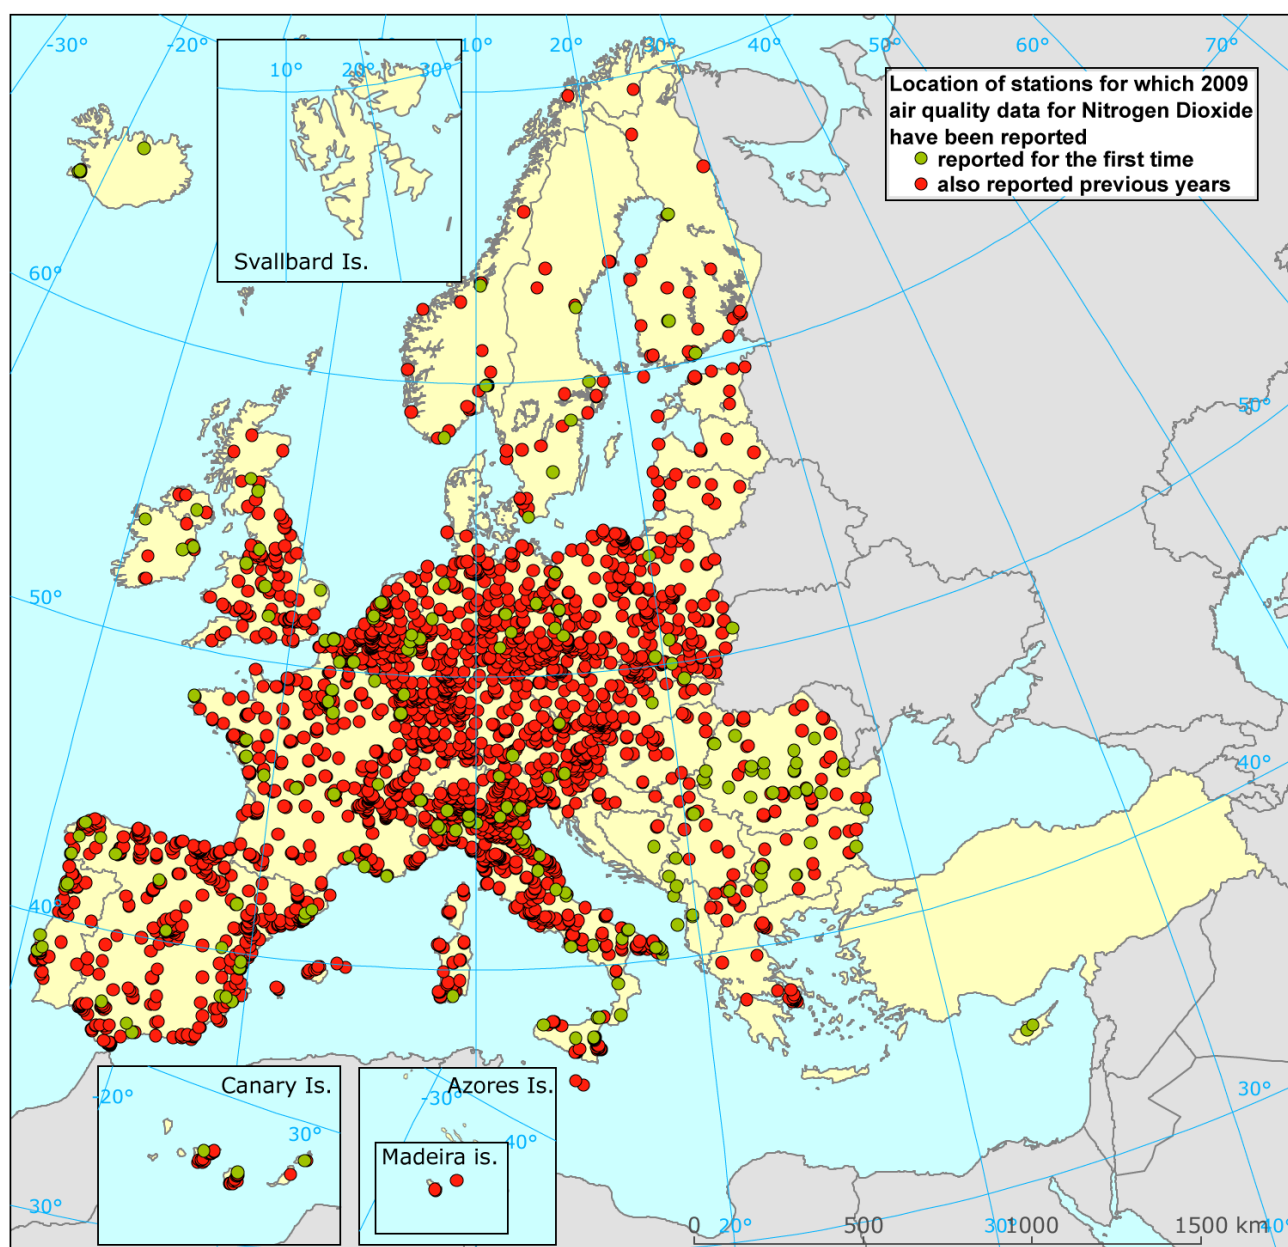 -30° -20° 10° 20° 30° 40° 50° 60° 70°
10° 20° 30°
Location of stations for which 2009
air quality data for Nitrogen Dioxide
have been reported
reported for the first time
also reported previous years
Svallbard Is.
60°
50°
50°
40°
40°
Canary Is.
-20°
30°
Azores Is.
-30°
40°
Madeira is.
30°
30°
0 500 1000 1500 km
20° 30° 40°